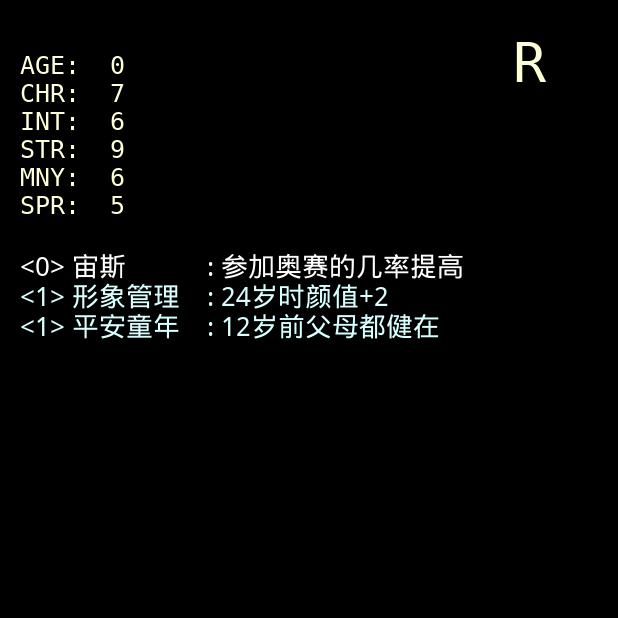 R
AGE: 0
CHR: 7
INT: 6
STR: 9
MNY: 6
SPR: 5
<0> 宙斯 : 参加奥赛的几率提高
<1> 形象管理 : 24岁时颜值+2
<1> 平安童年 : 12岁前父母都健在